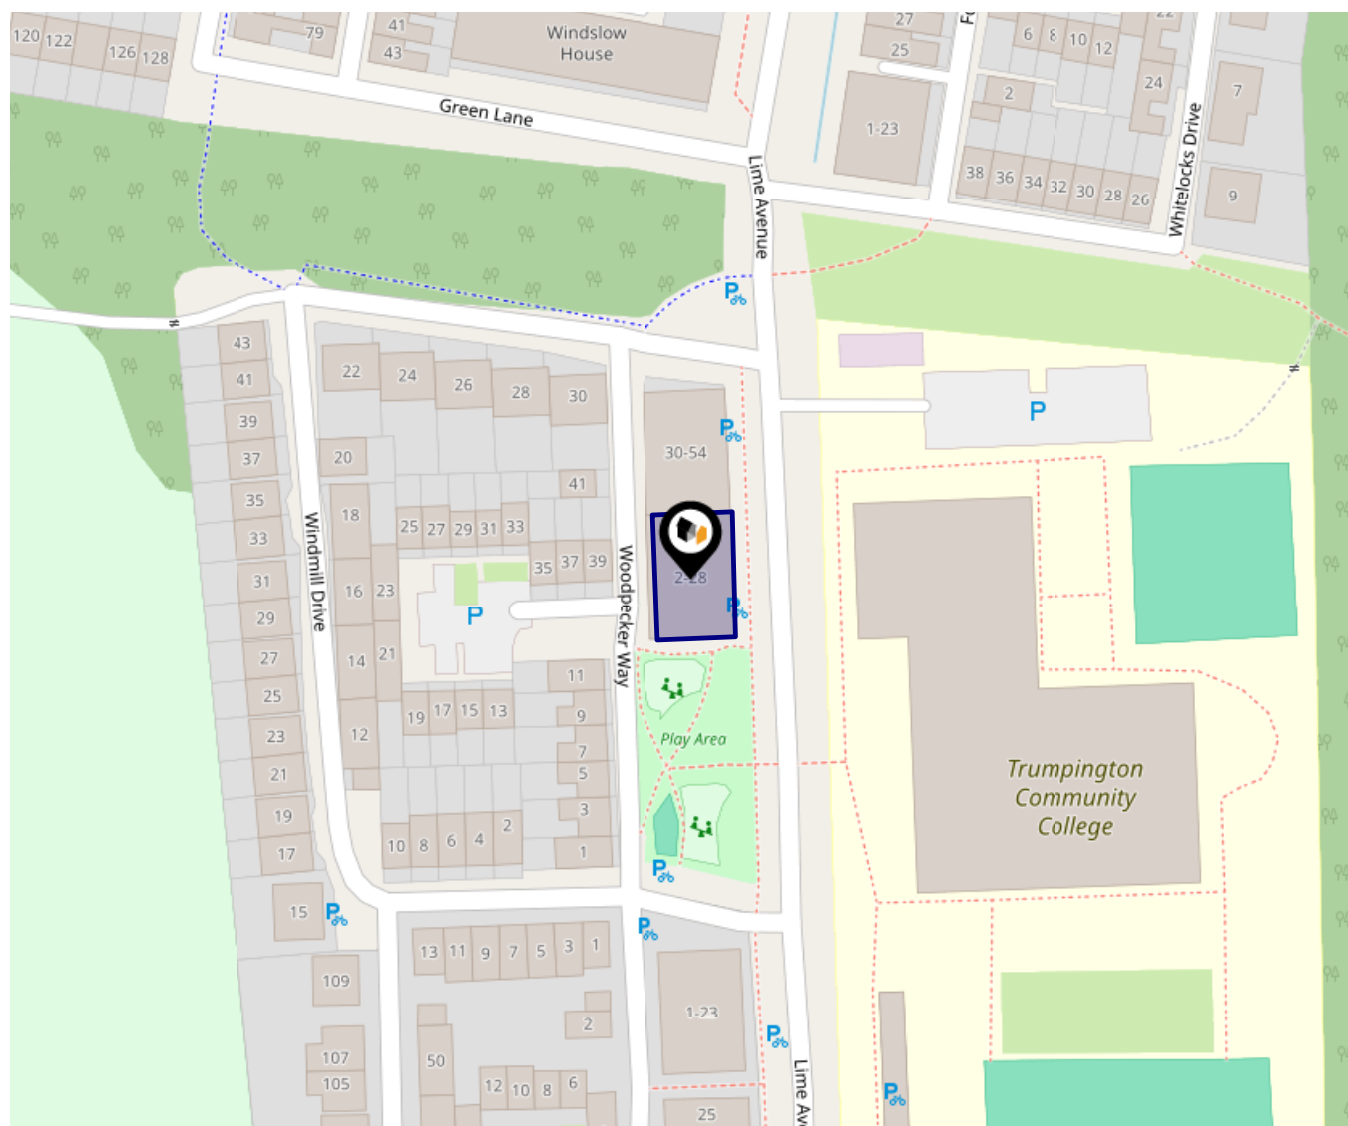 120 122
126 128
79
41
43
Windslow
House
27
25
6 8 10 12
22
24
2
7
Green Lane
1-23
Lime Avenue
38 36 34 32 30 28 26
Whitelocks Drive
9
43
41
39
37
35
33
31
29
27
25
23
21
19
17
15
22
24
26
28
30
20
18
16
14
12
23
21
41
25 27 29 31 33
35 37 39
P
Windmill Drive
Woodpecker Way
30-54
2-28
P
P
P
P
19 17 15 13
11
9
7
5
3
1
10 8 6 4 2
Play Area
P
P
P
P
Trumpington
Community
College
13 11 9 7 5 3 1
109
107
105
50
2
12 10 8 6
1-23
25
P
Lime Av